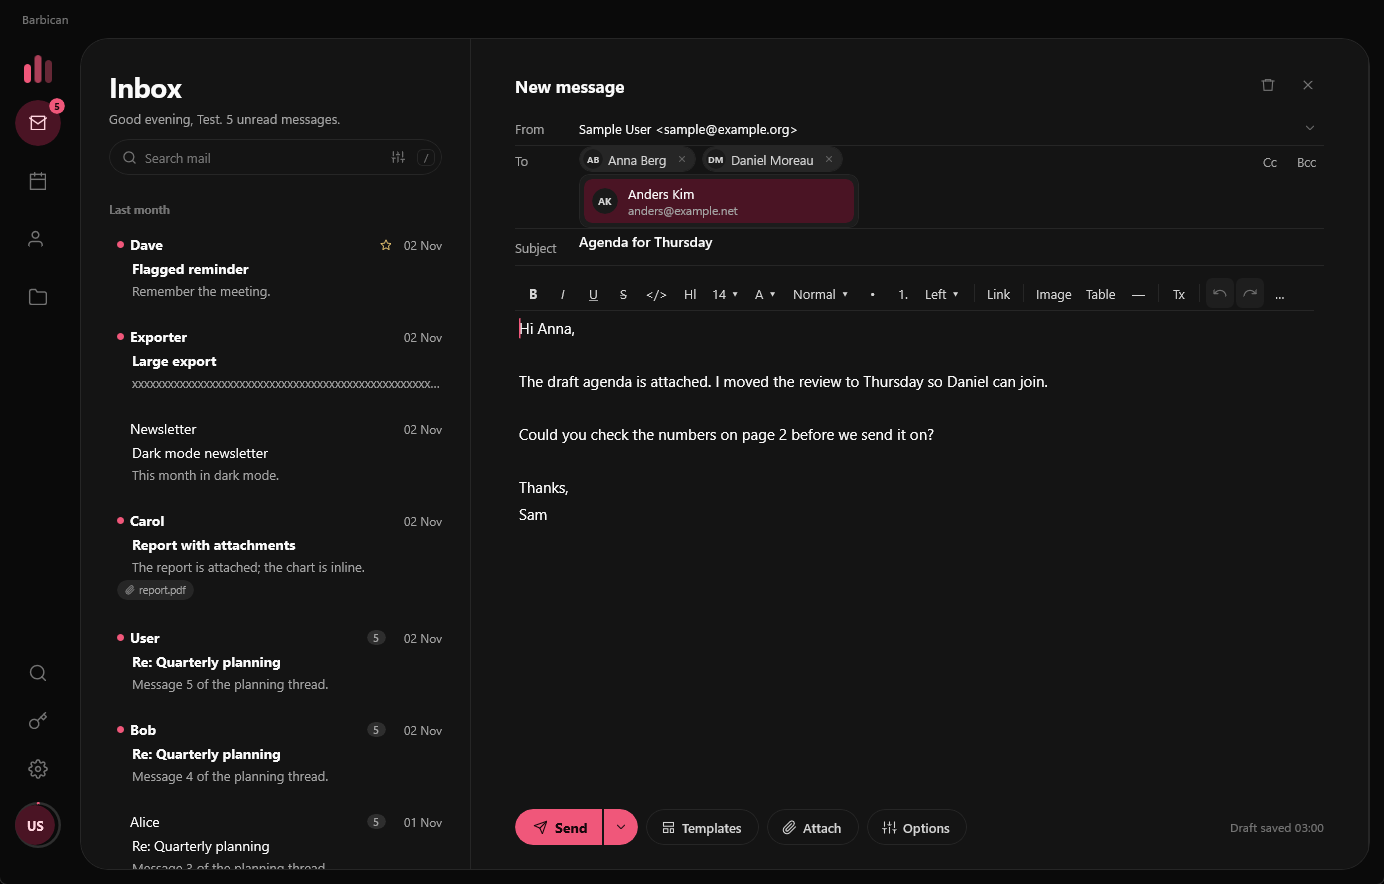 Barbican
5
Inbox
Good evening, Test. 5 unread messages.
Search mail /
Last month
Dave 02 Nov
Flagged reminder
Remember the meeting.
Exporter 02 Nov
Large export
xxxxxxxxxxxxxxxxxxxxxxxxxxxxxxxxxxxxxxxxxxxxxxxxxx...
Newsletter 02 Nov
Dark mode newsletter
This month in dark mode.
Carol 02 Nov
Report with attachments
The report is attached; the chart is inline.
report.pdf
User 5 02 Nov
Re: Quarterly planning
Message 5 of the planning thread.
Bob 5 02 Nov
Re: Quarterly planning
Message 4 of the planning thread.
Alice 5 01 Nov
Re: Quarterly planning
Message 3 of the planning thread.
US
New message
From Sample User <sample@example.org>
To AB Anna Berg × DM Daniel Moreau × Cc Bcc
AK Anders Kim
anders@example.net
Subject Agenda for Thursday
B I U S </> Hl 14 A Normal • 1. Left Link Image Table — Tx ...
Hi Anna,
The draft agenda is attached. I moved the review to Thursday so Daniel can join.
Could you check the numbers on page 2 before we send it on?
Thanks,
Sam
Send Templates Attach Options Draft saved 03:00